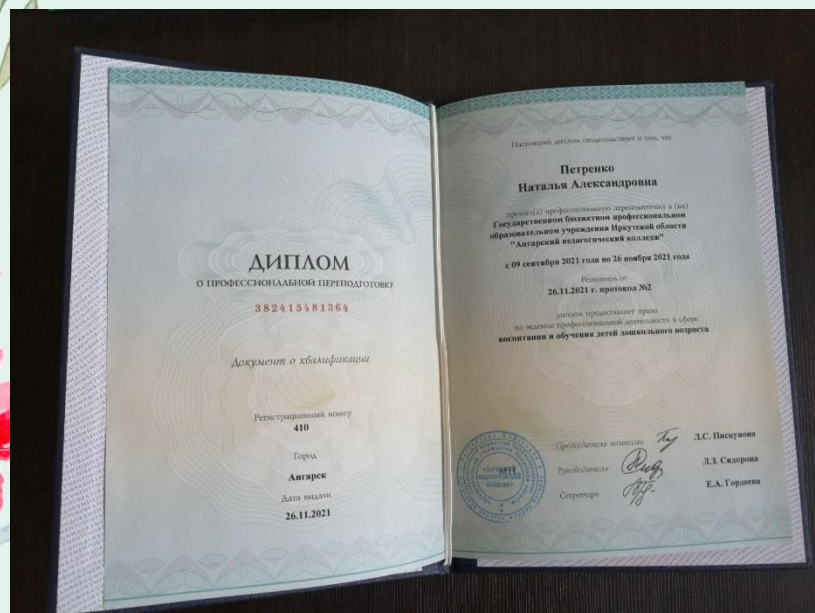 ДИПЛОМ
О ПРОФЕССИОНАЛЬНОЙ ПЕРЕПОДГОТОВКЕ
382415481364
Документ о квалификации
Регистрационный номер
410
Город
Ангарск
Дата выдачи
26.11.2021
Настоящий диплом свидетельствует о том, что
Петренко
Наталья Александровна
прошел(а) профессиональную переподготовку в (на)
Государственном бюджетном профессиональном
образовательном учреждении Иркутской области
"Ангарский педагогический колледж"
с 09 сентября 2021 года по 26 ноября 2021 года
Решением от
26.11.2021 г. протокол №2
диплом предоставляет право
на ведение профессиональной деятельности в сфере
воспитания и обучения детей дошкольного возраста
Председатель комиссии Л.С. Пискунова
Руководитель Л.З. Сидорова
Секретарь Е.А. Гордеева
М.П.